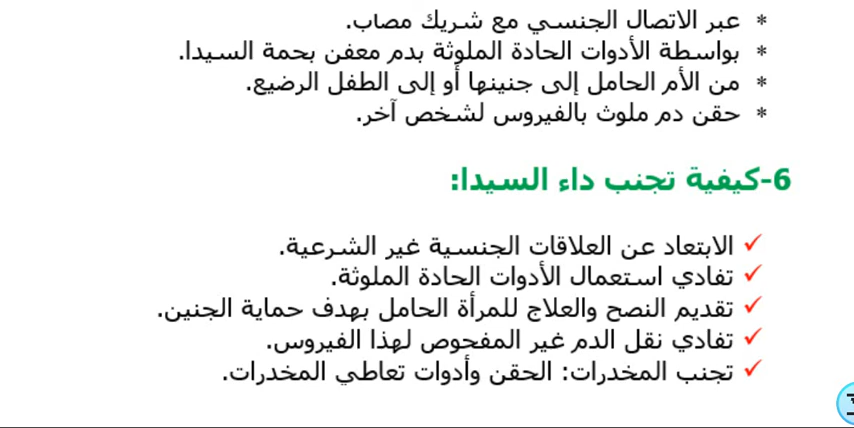 * عبر الاتصال الجنسي مع شريك مصاب.
* بواسطة الأدوات الحادة الملوثة بدم معفن بحمة السيدا.
* من الأم الحامل إلى جنينها أو إلى الطفل الرضيع.
* حقن دم ملوث بالفيروس لشخص آخر.
6-كيفية تجنب داء السيدا:
✓ الابتعاد عن العلاقات الجنسية غير الشرعية.
✓ تفادي استعمال الأدوات الحادة الملوثة.
✓ تقديم النصح والعلاج للمرأة الحامل بهدف حماية الجنين.
✓ تفادي نقل الدم غير المفحوص لهذا الفيروس.
✓ تجنب المخدرات: الحقن وأدوات تعاطي المخدرات.